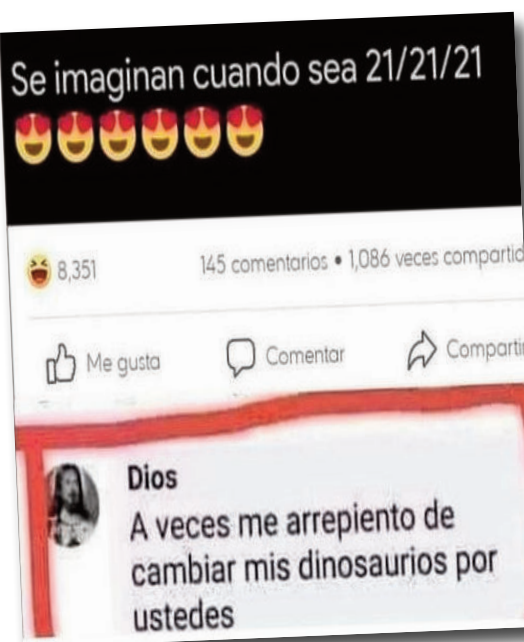 Se imaginan cuando sea 21/21/21
😍😍😍😍😍😍
8,351 145 comentarios • 1,086 veces compartid
Me gusta Comentar Compartir
Dios
A veces me arrepiento de
cambiar mis dinosaurios por
ustedes